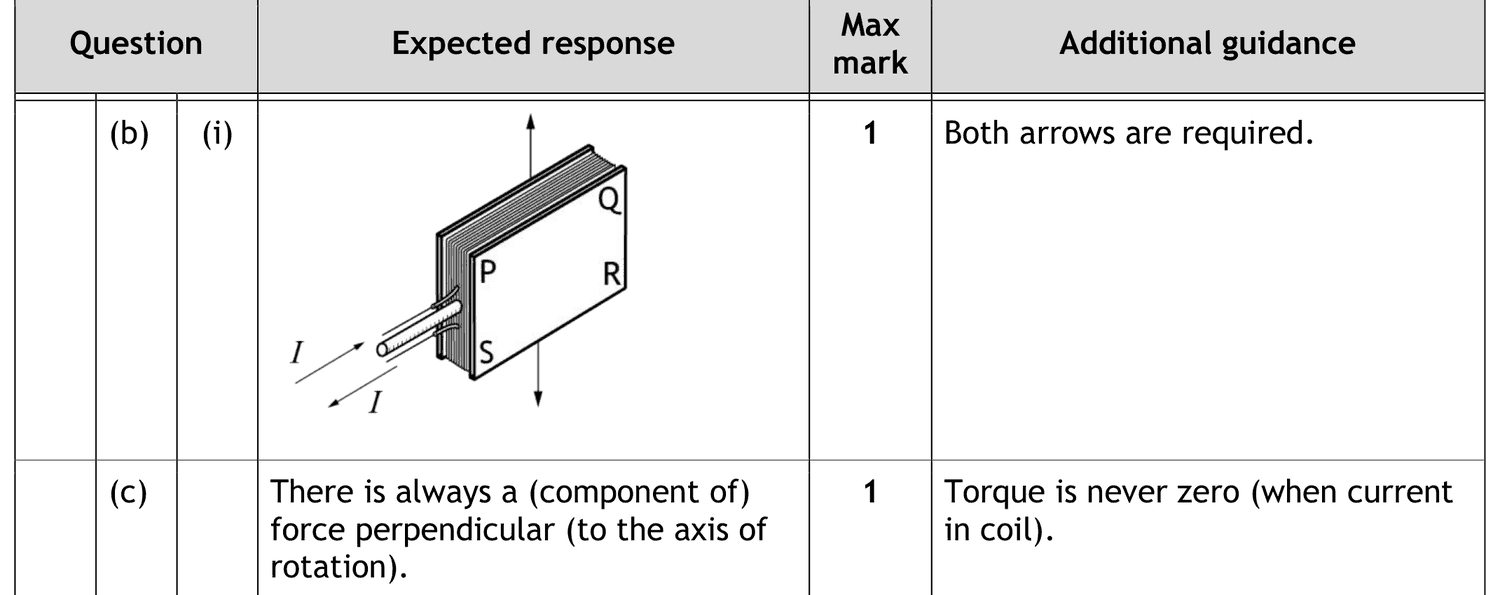 Question Expected response Max mark Additional guidance
(b) (i) 1 Both arrows are required.
Q
P
R
S
I
I
(c) There is always a (component of) 1 Torque is never zero (when current
force perpendicular (to the axis of in coil).
rotation).